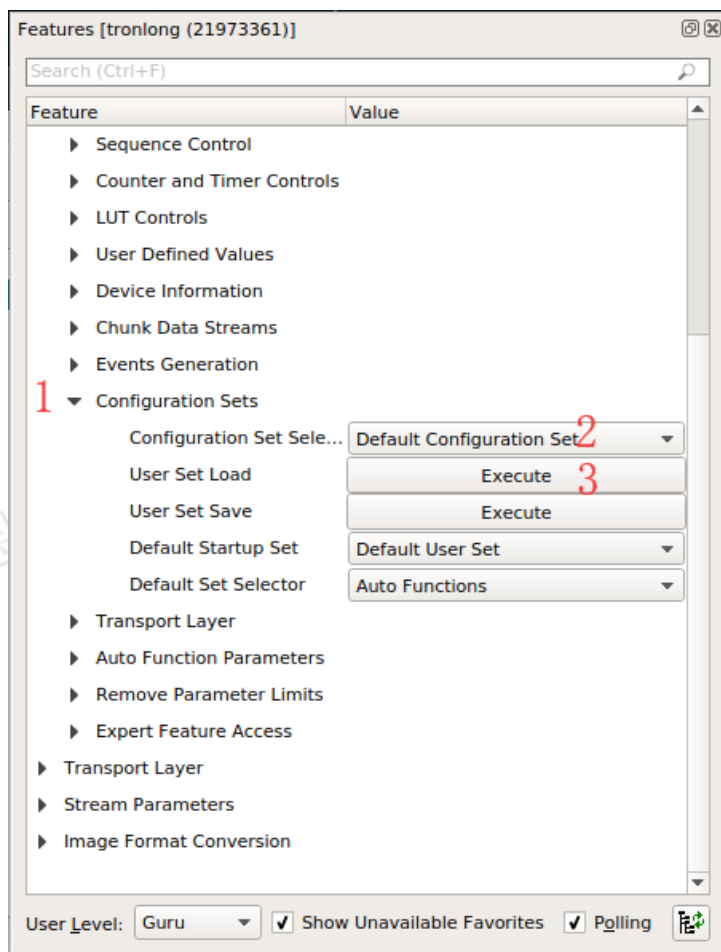 Features [tronlong (21973361)]
Search (Ctrl+F)
Feature Value
Sequence Control
Counter and Timer Controls
LUT Controls
User Defined Values
Device Information
Chunk Data Streams
Events Generation
1 Configuration Sets
Configuration Set Sele... Default Configuration Set 2
User Set Load Execute 3
User Set Save Execute
Default Startup Set Default User Set
Default Set Selector Auto Functions
Transport Layer
Auto Function Parameters
Remove Parameter Limits
Expert Feature Access
Transport Layer
Stream Parameters
Image Format Conversion
User Level: Guru Show Unavailable Favorites Polling